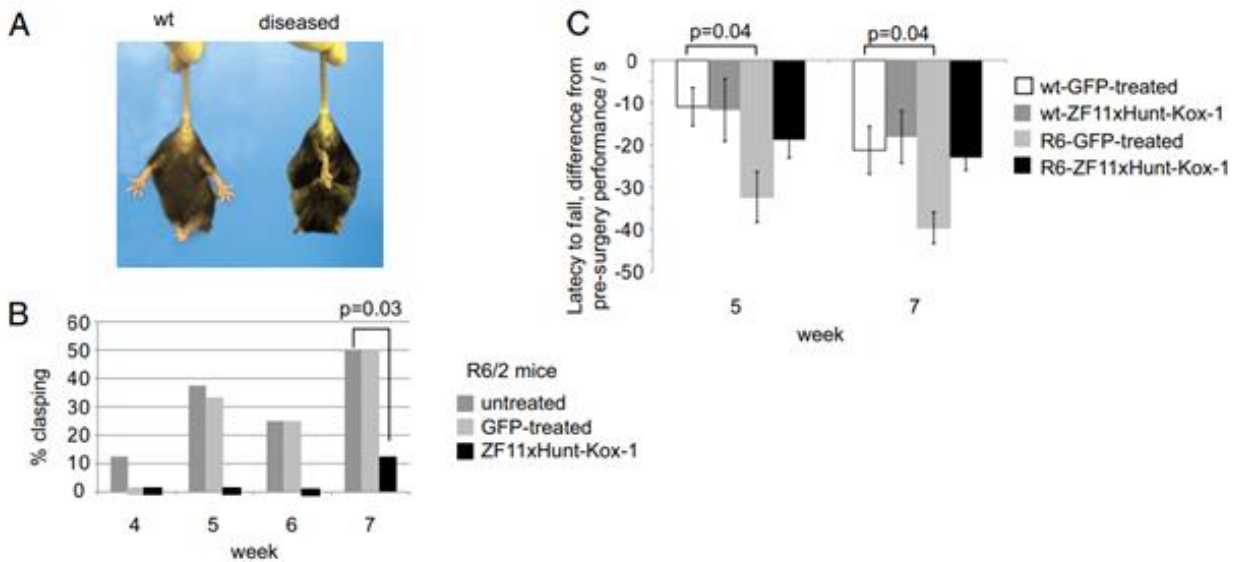 A
wt diseased
B
p=0.03
60
50
40
30
20
10
0
% clasping
4 5 6 7
week
R6/2 mice
untreated
GFP-treated
ZF11xHunt-Kox-1
C
p=0.04 p=0.04
0
-10
-20
-30
-40
-50
Latecy to fall, difference from
pre-surgery performance / s
5 7
week
wt-GFP-treated
wt-ZF11xHunt-Kox-1
R6-GFP-treated
R6-ZF11xHunt-Kox-1